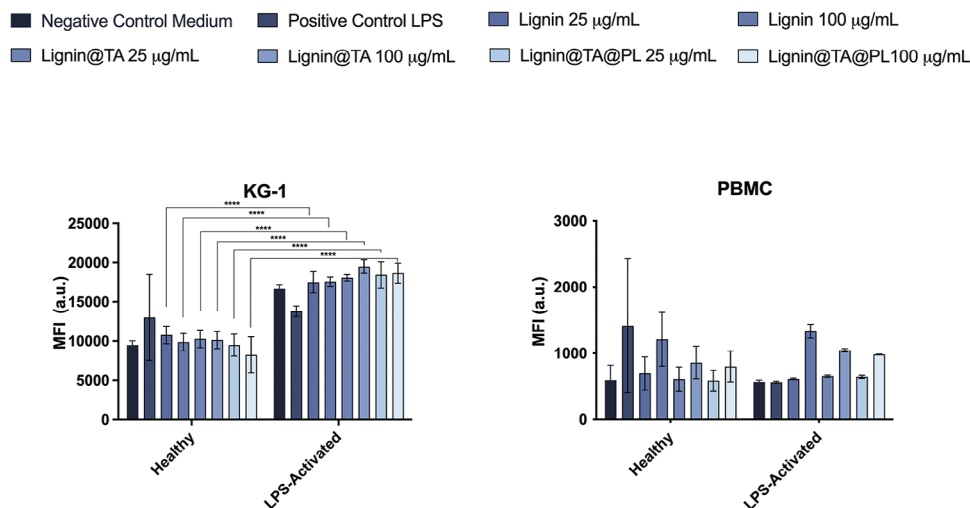 Negative Control Medium Positive Control LPS Lignin 25 μg/mL Lignin 100 μg/mL
Lignin@TA 25 μg/mL Lignin@TA 100 μg/mL Lignin@TA@PL 25 μg/mL Lignin@TA@PL100 μg/mL
KG-1
****
****
****
****
****
****
25000
20000
15000
10000
5000
0
MFI (a.u.)
Healthy
LPS-Activated
PBMC
3000
2000
1000
0
MFI (a.u.)
Healthy
LPS-Activated